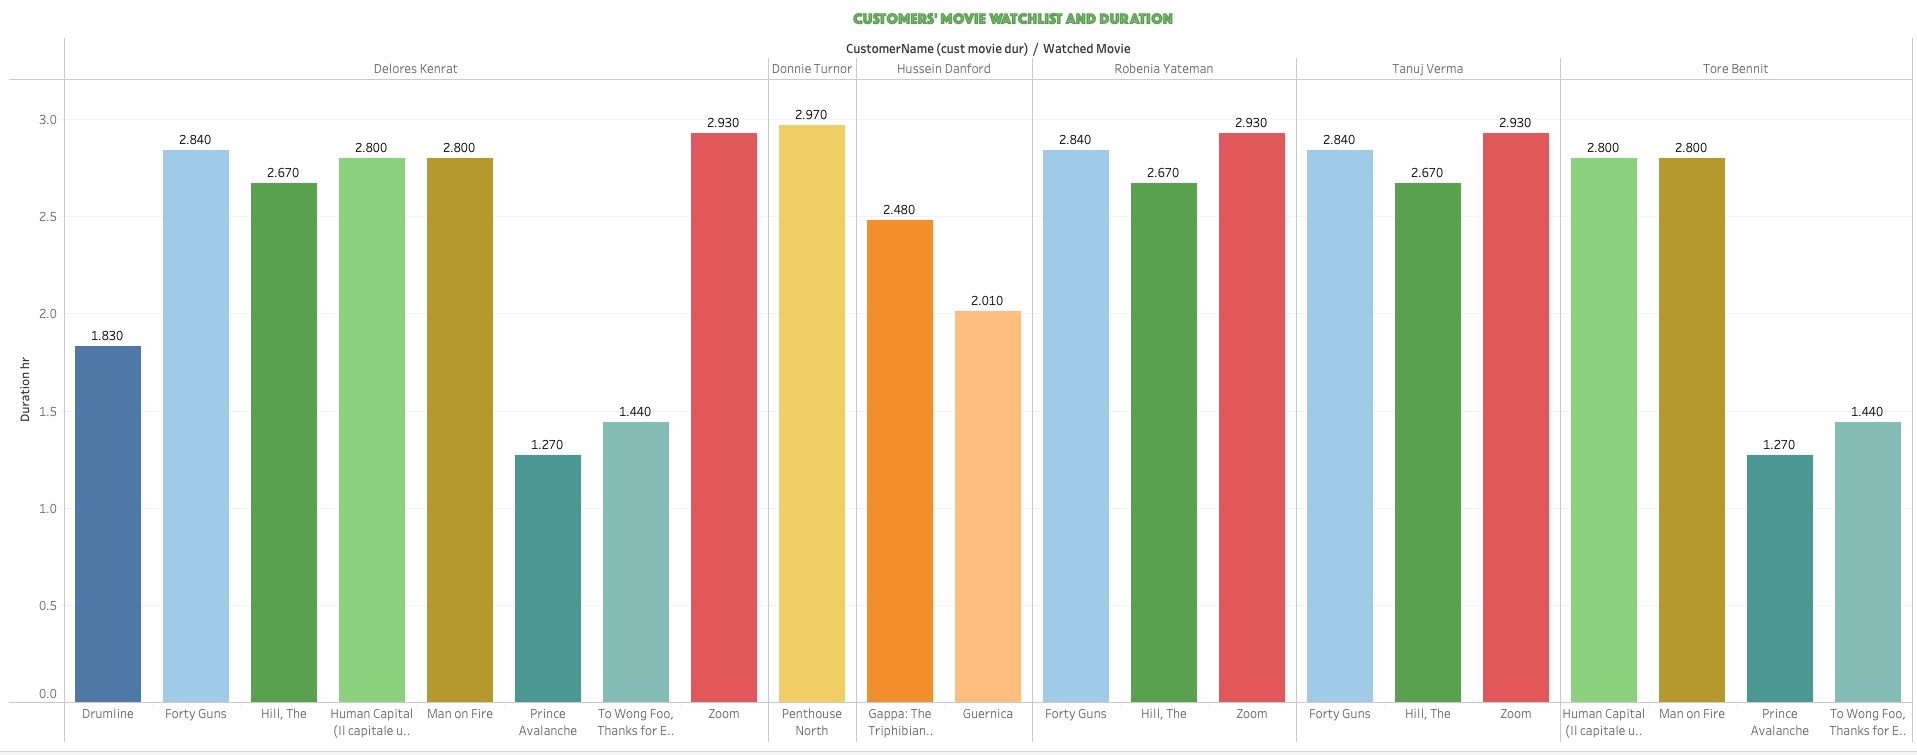 CUSTOMERS' MOVIE WATCHLIST AND DURATION
CustomerName (cust movie dur) / Watched Movie
Delores Kenrat
Donnie Turnor
Hussein Danford
Robenia Yateman
Tanuj Verma
Tore Bennit
Duration hr
3.0
2.5
2.0
1.5
1.0
0.5
0.0
1.830
2.840
2.670
2.800
2.800
1.270
1.440
2.930
2.970
2.480
2.010
2.840
2.670
2.930
2.840
2.670
2.930
2.800
2.800
1.270
1.440
Drumline
Forty Guns
Hill, The
Human Capital
(Il capitale u..
Man on Fire
Prince
Avalanche
To Wong Foo,
Thanks for E..
Zoom
Penthouse
North
Gappa: The
Triphibian..
Guernica
Forty Guns
Hill, The
Zoom
Forty Guns
Hill, The
Zoom
Human Capital
(Il capitale u..
Man on Fire
Prince
Avalanche
To Wong Foo,
Thanks for E..